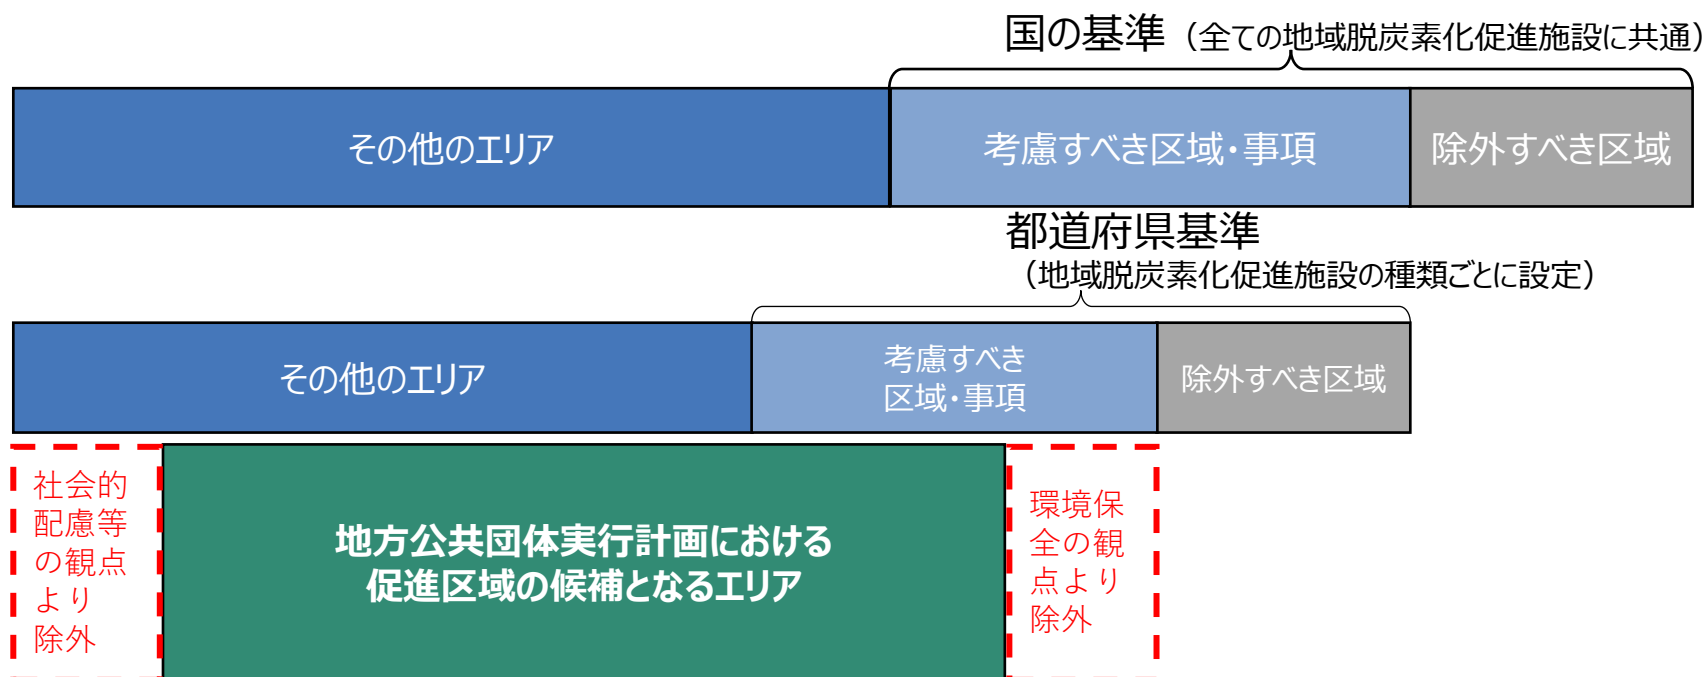 国の基準（全ての地域脱炭素化促進施設に共通）
その他のエリア
考慮すべき区域・事項
除外すべき区域
都道府県基準
（地域脱炭素化促進施設の種類ごとに設定）
その他のエリア
考慮すべき
区域・事項
除外すべき区域
社会的
配慮等
の観点
より
除外
地方公共団体実行計画における
促進区域の候補となるエリア
環境保
全の観
点より
除外